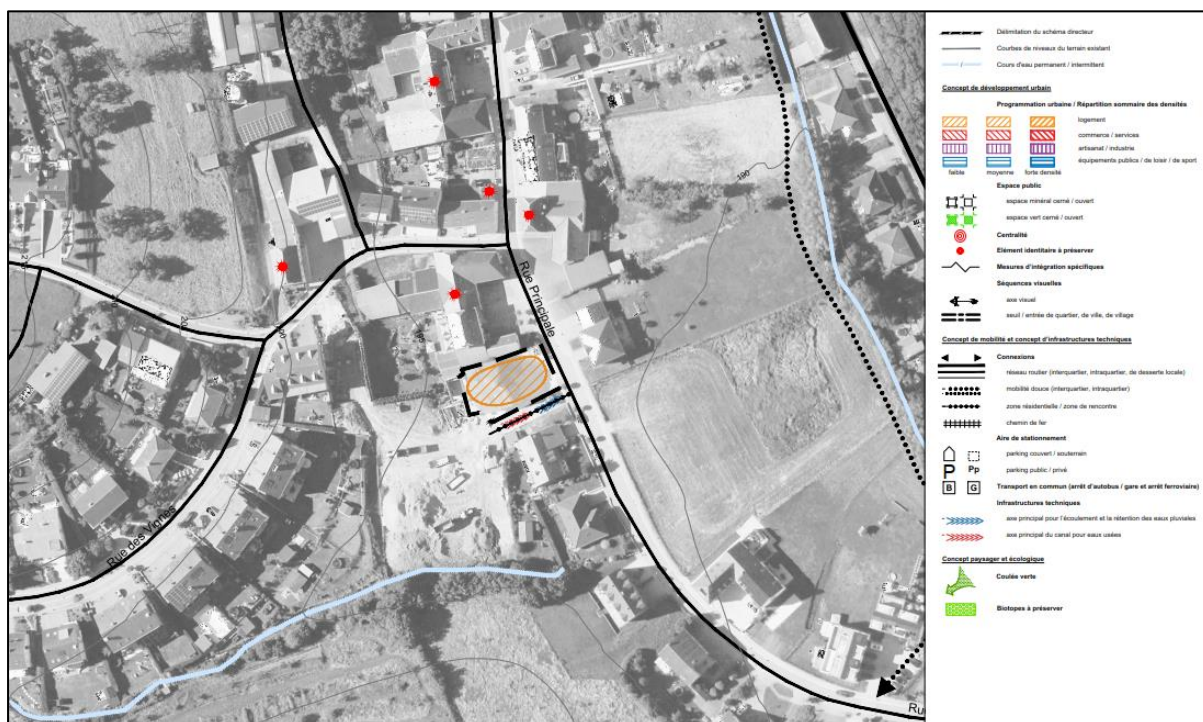 Délimitation du schéma directeur
Courbes de niveaux du terrain existant
Cours d'eau permanent / intermittent
Concept de développement urbain
Programmation urbaine / Répartition sommaire des densités
logement
commerce / services
artisanat / industrie
équipements publics / de loisir / de sport
faible moyenne forte densité
Espace public
espace minéral cerné / ouvert
espace vert cerné / ouvert
Centralité
Elément identitaire à préserver
Mesures d'intégration spécifiques
Séquences visuelles
axe visuel
seuil / entrée de quartier, de ville, de village
Concept de mobilité et concept d'infrastructures techniques
Connexions
réseau routier (interquartier, intraquartier, de desserte locale)
mobilité douce (interquartier, intraquartier)
zone résidentielle / zone de rencontre
chemin de fer
Aire de stationnement
parking couvert / souterrain
P Pp parking public / privé
B G Transport en commun (arrêt d'autobus / gare et arrêt ferroviaire)
Infrastructures techniques
axe principal pour l'écoulement et la rétention des eaux pluviales
axe principal du canal pour eaux usées
Concept paysager et écologique
Coulée verte
Biotopes à préserver
190
Rue Principale
195
Rue des Vignes
Ru